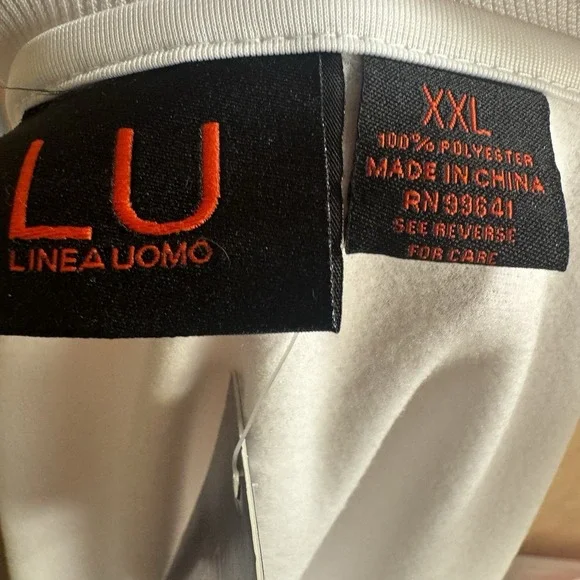 LU
LINEA UOMO
XXL
100% POLYESTER
MADE IN CHINA
RN 99641
SEE REVERSE
FOR CARE